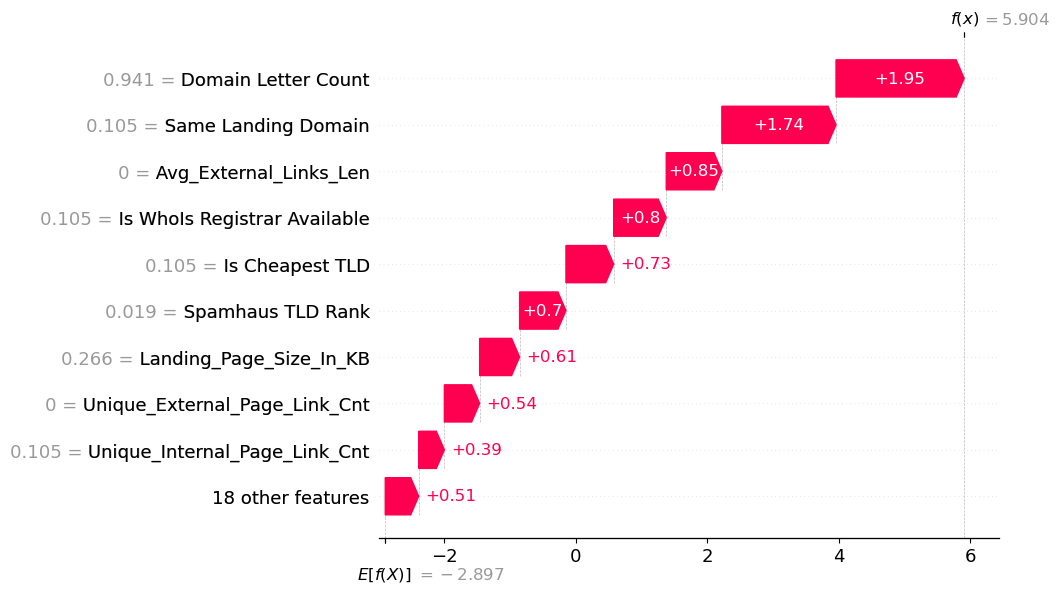 f(x) = 5.904
0.941 = Domain Letter Count +1.95
0.105 = Same Landing Domain +1.74
0 = Avg_External_Links_Len +0.85
0.105 = Is WhoIs Registrar Available +0.8
0.105 = Is Cheapest TLD +0.73
0.019 = Spamhaus TLD Rank +0.7
0.266 = Landing_Page_Size_In_KB +0.61
0 = Unique_External_Page_Link_Cnt +0.54
0.105 = Unique_Internal_Page_Link_Cnt +0.39
18 other features +0.51
−2 0 2 4 6
E[f(X)] = −2.897